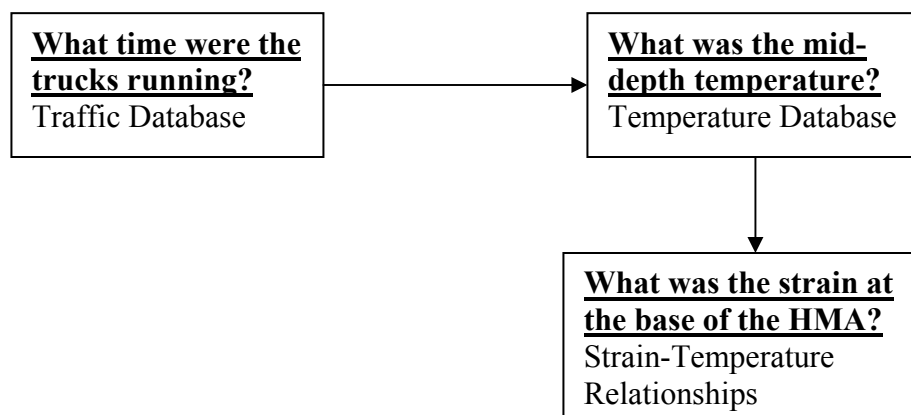 What time were the
trucks running?
Traffic Database
What was the mid-
depth temperature?
Temperature Database
What was the strain at
the base of the HMA?
Strain-Temperature
Relationships